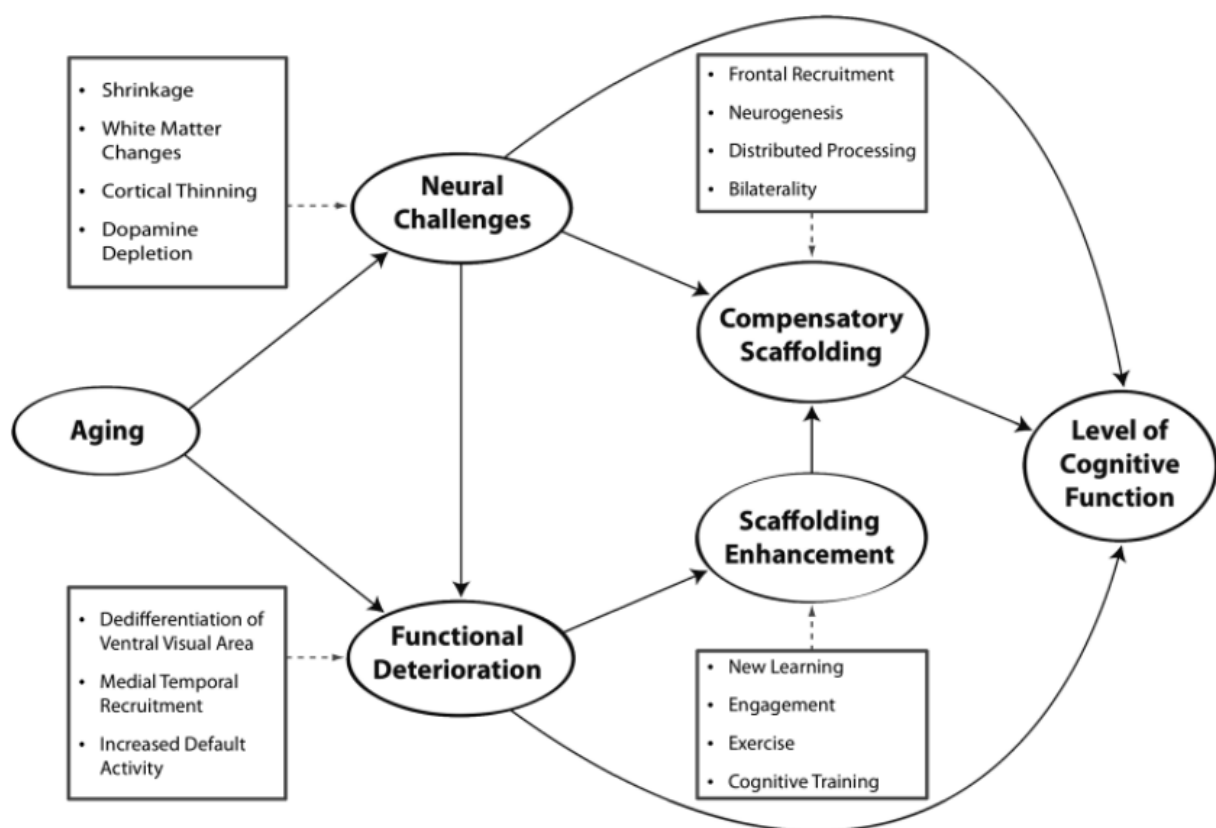 • Shrinkage
• White Matter
Changes
• Cortical Thinning
• Dopamine
Depletion
Neural
Challenges
• Frontal Recruitment
• Neurogenesis
• Distributed Processing
• Bilaterality
Compensatory
Scaffolding
Aging
Level of
Cognitive
Function
Scaffolding
Enhancement
• Dedifferentiation of
Ventral Visual Area
• Medial Temporal
Recruitment
• Increased Default
Activity
Functional
Deterioration
• New Learning
• Engagement
• Exercise
• Cognitive Training